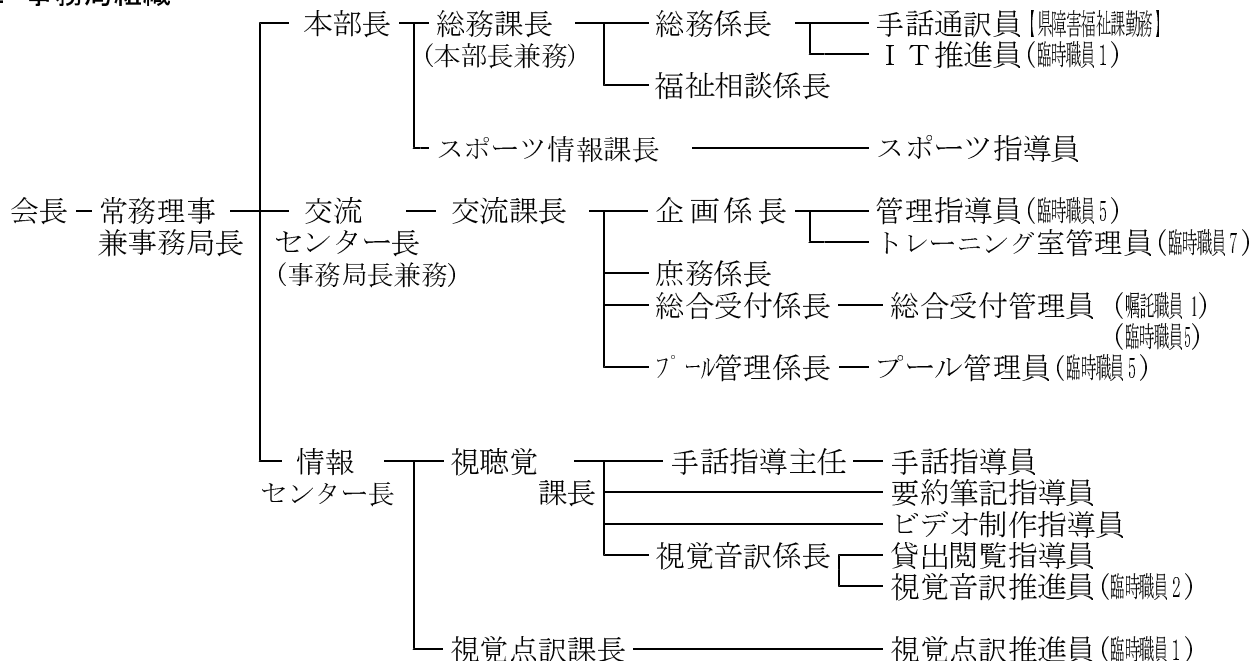 事務局組織
本部長 総務課長 総務係長 手話通訳員【県障害福祉課勤務】
(本部長兼務) ＩＴ推進員(臨時職員1)
福祉相談係長
スポーツ情報課長 スポーツ指導員
会長 常務理事 交流 交流課長 企画係長 管理指導員(臨時職員5)
兼事務局長 センター長 トレーニング室管理員(臨時職員7)
(事務局長兼務) 庶務係長
総合受付係長 総合受付管理員 (嘱託職員1)
(臨時職員5)
プール管理係長 プール管理員(臨時職員5)
情報 視聴覚 手話指導主任 手話指導員
センター長 課長 要約筆記指導員
ビデオ制作指導員
視覚音訳係長 貸出閲覧指導員
視覚音訳推進員(臨時職員2)
視覚点訳課長 視覚点訳推進員(臨時職員1)